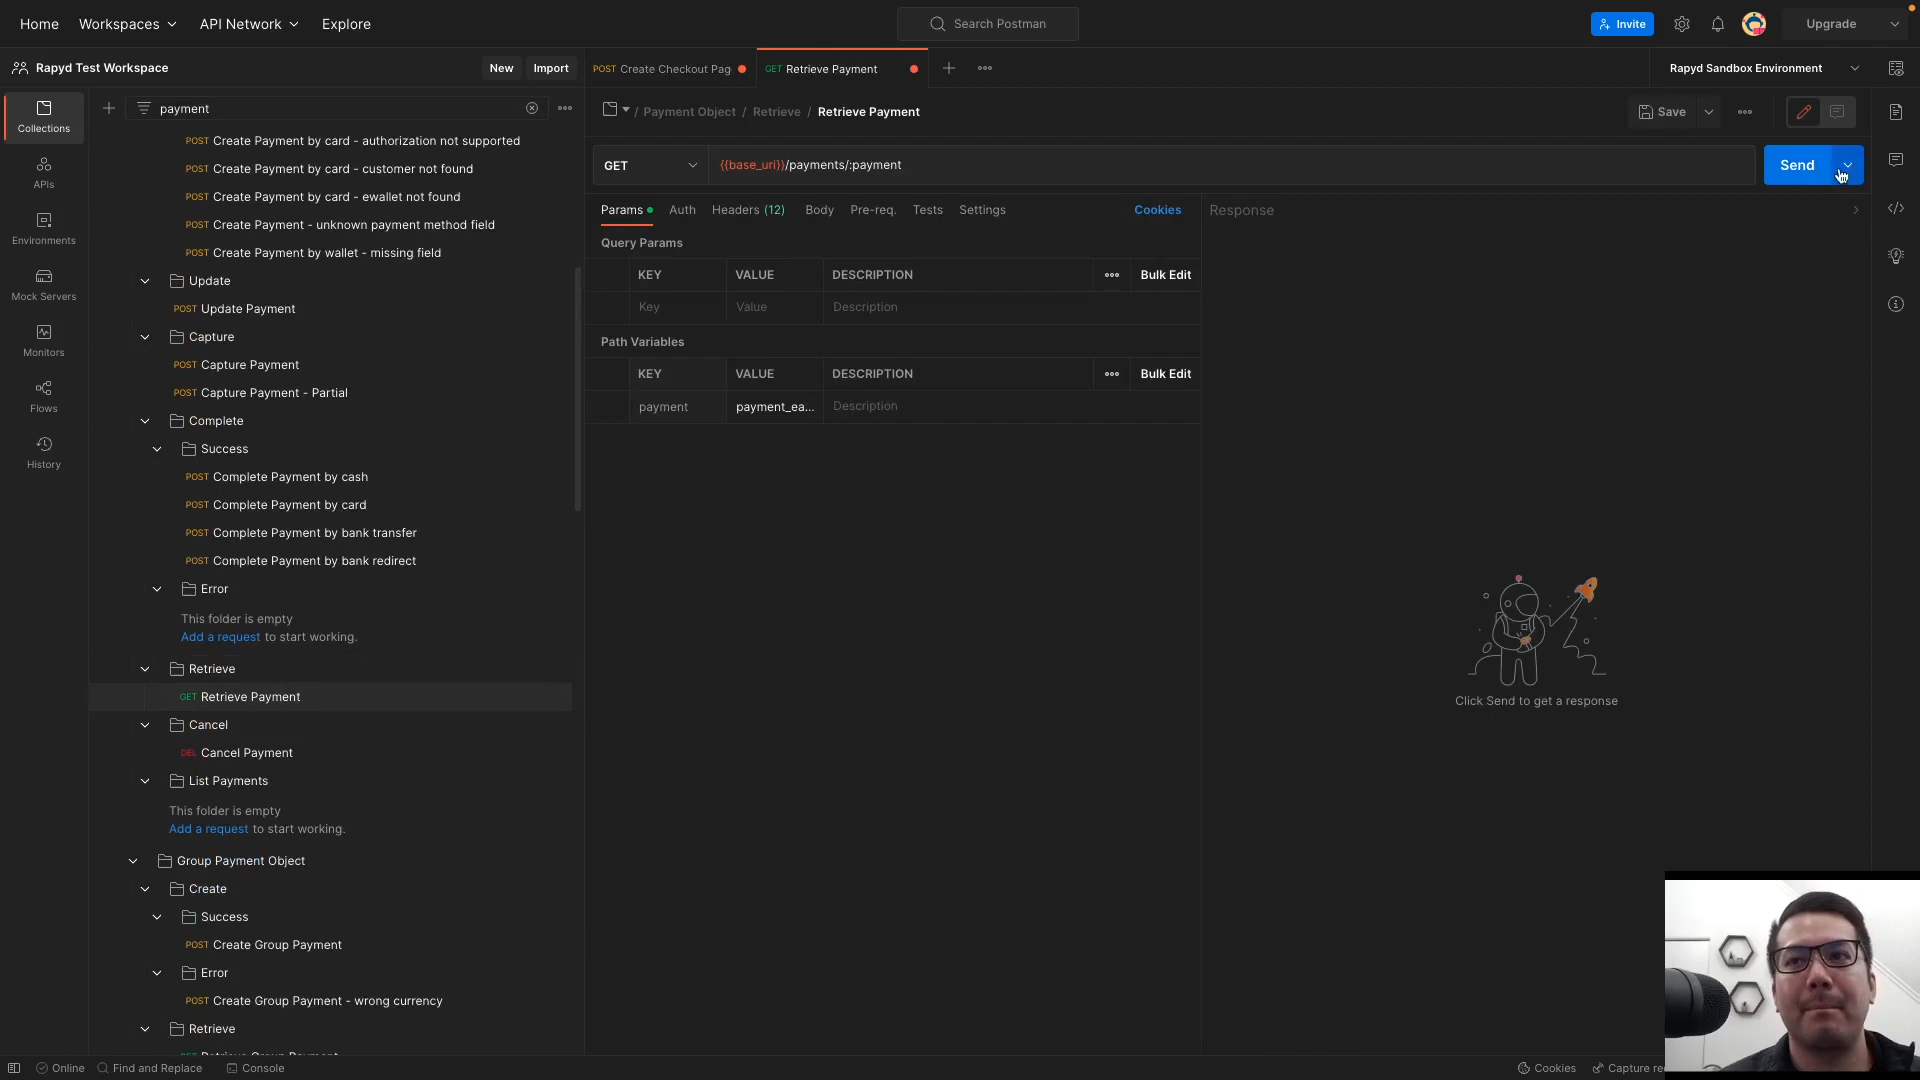 Home Workspaces API Network Explore Search Postman Invite Upgrade
Rapyd Test Workspace New Import POST Create Checkout Pag GET Retrieve Payment Rapyd Sandbox Environment
Collections
APIs
Environments
Mock Servers
Monitors
Flows
History
payment
POST Create Payment by card - authorization not supported
POST Create Payment by card - customer not found
POST Create Payment by card - ewallet not found
POST Create Payment - unknown payment method field
POST Create Payment by wallet - missing field
Update
POST Update Payment
Capture
POST Capture Payment
POST Capture Payment - Partial
Complete
Success
POST Complete Payment by cash
POST Complete Payment by card
POST Complete Payment by bank transfer
POST Complete Payment by bank redirect
Error
This folder is empty
Add a request to start working.
Retrieve
GET Retrieve Payment
Cancel
DEL Cancel Payment
List Payments
This folder is empty
Add a request to start working.
Group Payment Object
Create
Success
POST Create Group Payment
Error
POST Create Group Payment - wrong currency
Retrieve
/ Payment Object / Retrieve / Retrieve Payment Save
GET {{base_uri}}/payments/:payment Send
Params Auth Headers (12) Body Pre-req. Tests Settings Cookies
Query Params
KEY VALUE DESCRIPTION Bulk Edit
Key Value Description
Path Variables
KEY VALUE DESCRIPTION Bulk Edit
payment payment_ea... Description
Response
Click Send to get a response
Online Find and Replace Console Cookies Capture re